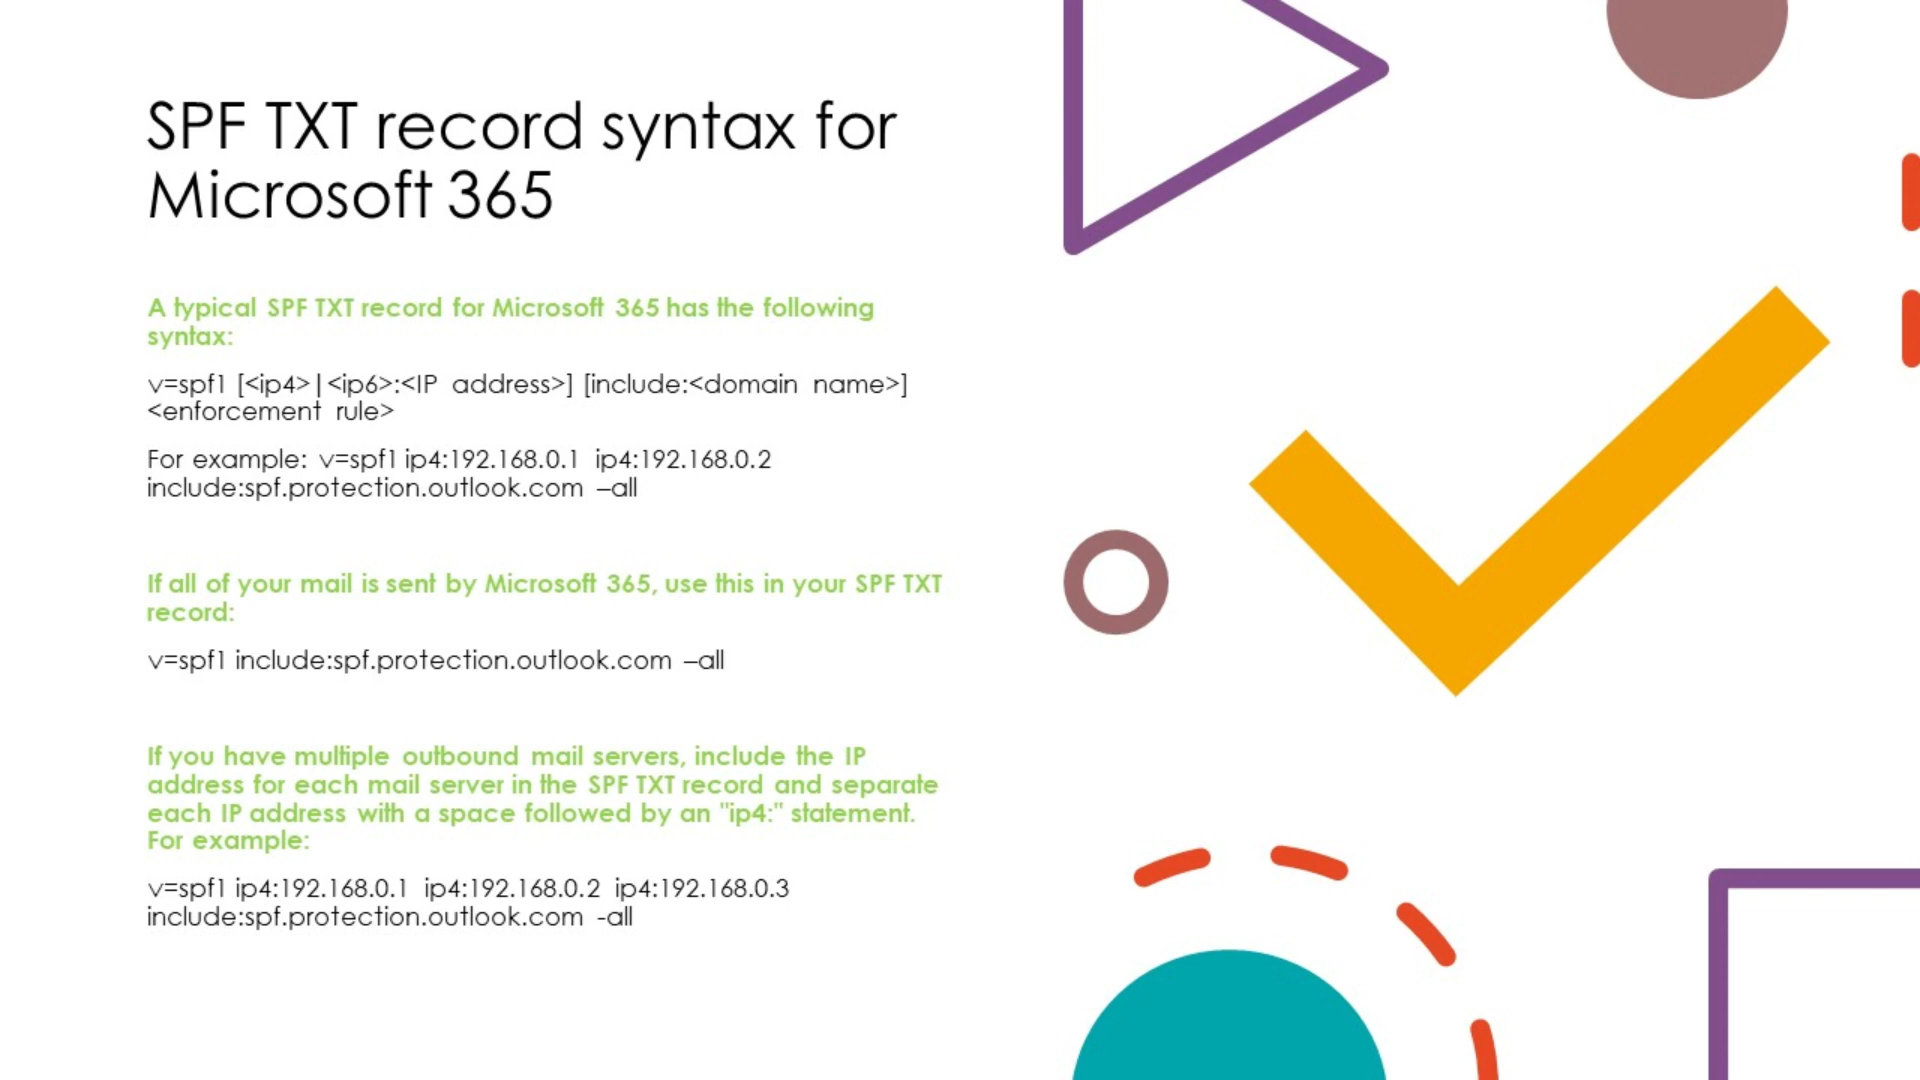 SPF TXT record syntax for
Microsoft 365
A typical SPF TXT record for Microsoft 365 has the following
syntax:
v=spf1 [<ip4>|<ip6>:<IP address>] [include:<domain name>]
<enforcement rule>
For example: v=spf1 ip4:192.168.0.1 ip4:192.168.0.2
include:spf.protection.outlook.com –all
If all of your mail is sent by Microsoft 365, use this in your SPF TXT
record:
v=spf1 include:spf.protection.outlook.com –all
If you have multiple outbound mail servers, include the IP
address for each mail server in the SPF TXT record and separate
each IP address with a space followed by an "ip4:" statement.
For example:
v=spf1 ip4:192.168.0.1 ip4:192.168.0.2 ip4:192.168.0.3
include:spf.protection.outlook.com -all